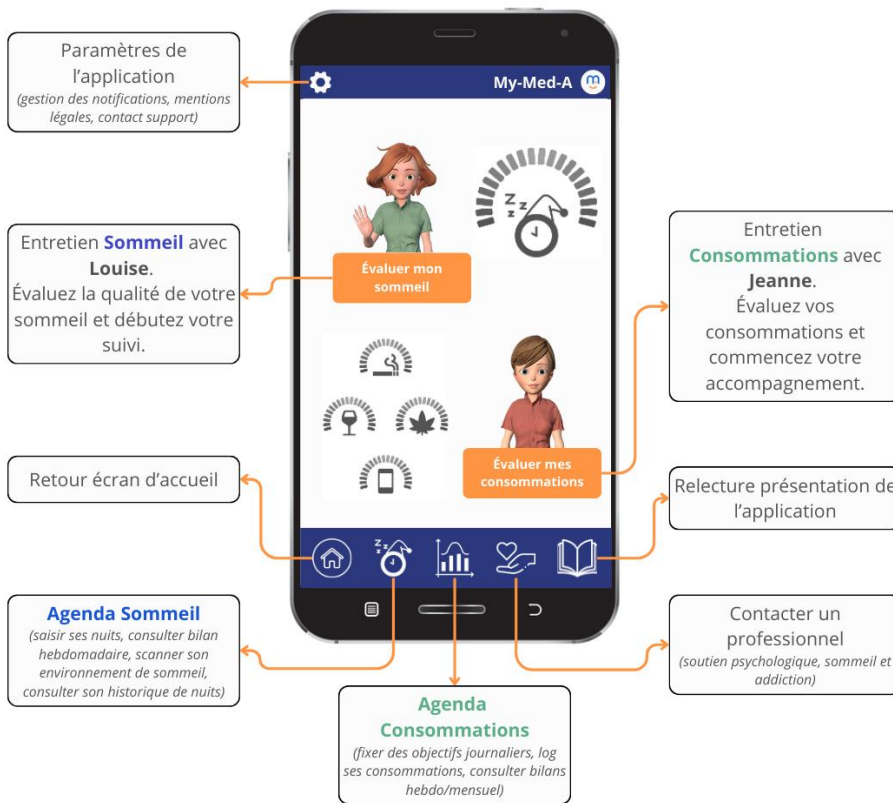 Paramètres de
l’application
(gestion des notifications, mentions
légales, contact support)
My-Med-A
Entretien Sommeil avec
Louise.
Évaluez la qualité de votre
sommeil et débutez votre
suivi.
Évaluer mon
sommeil
Entretien
Consommations avec
Jeanne.
Évaluez vos
consommations et
commencez votre
accompagnement.
Évaluer mes
consommations
Retour écran d’accueil
Relecture présentation de
l’application
Agenda Sommeil
(saisir ses nuits, consulter bilan
hebdomadaire, scanner son
environnement de sommeil,
consulter son historique de nuits)
Agenda
Consommations
(fixer des objectifs journaliers, log
ses consommations, consulter bilans
hebdo/mensuel)
Contacter un
professionnel
(soutien psychologique, sommeil et
addiction)